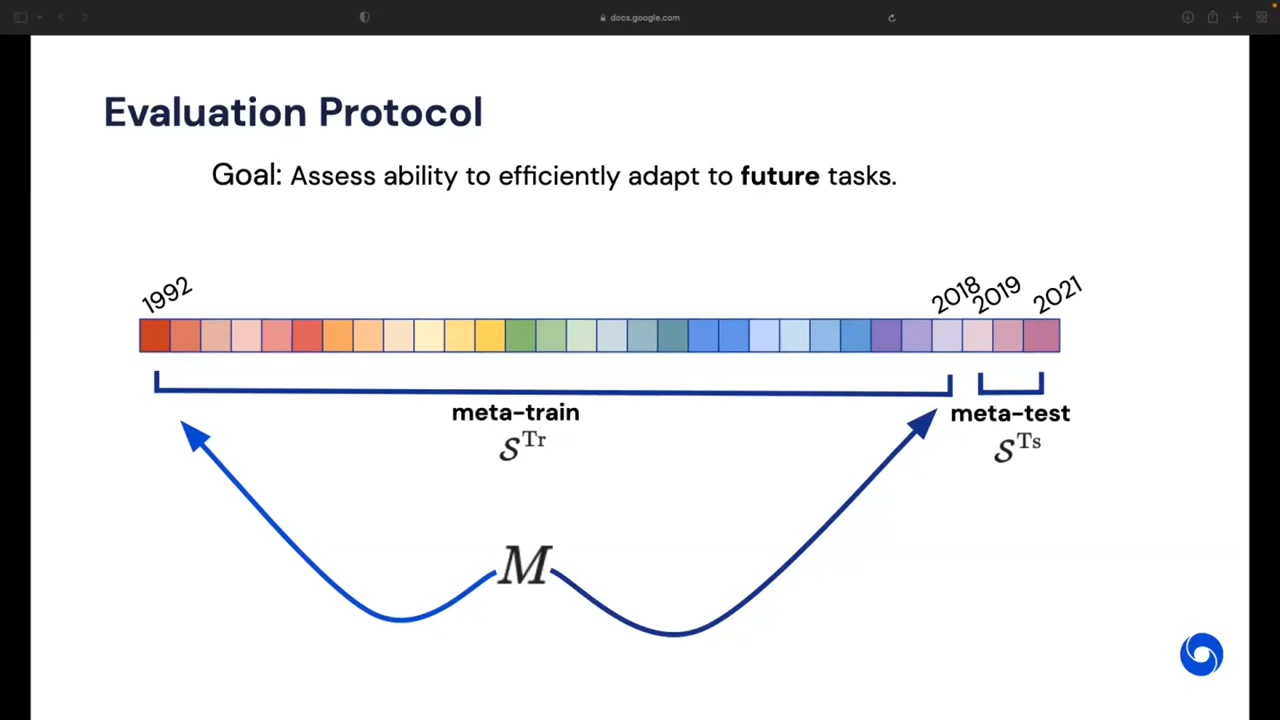 docs.google.com
Evaluation Protocol
Goal: Assess ability to efficiently adapt to future tasks.
1992
2018
2019
2021
meta-train
meta-test
𝒮^Tr
𝒮^Ts
M